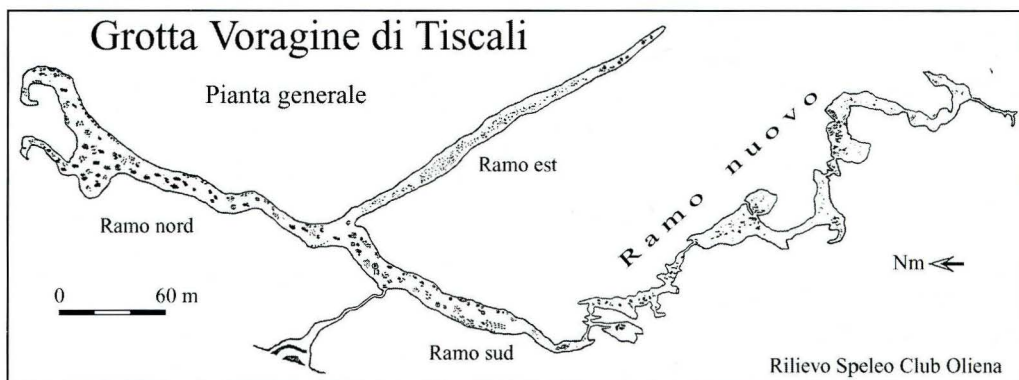 Grotta Voragine di Tiscali
Pianta generale
Ramo est
Ramo nuovo
Ramo nord
Nm
0 60 m
Ramo sud
Rilievo Speleo Club Oliena